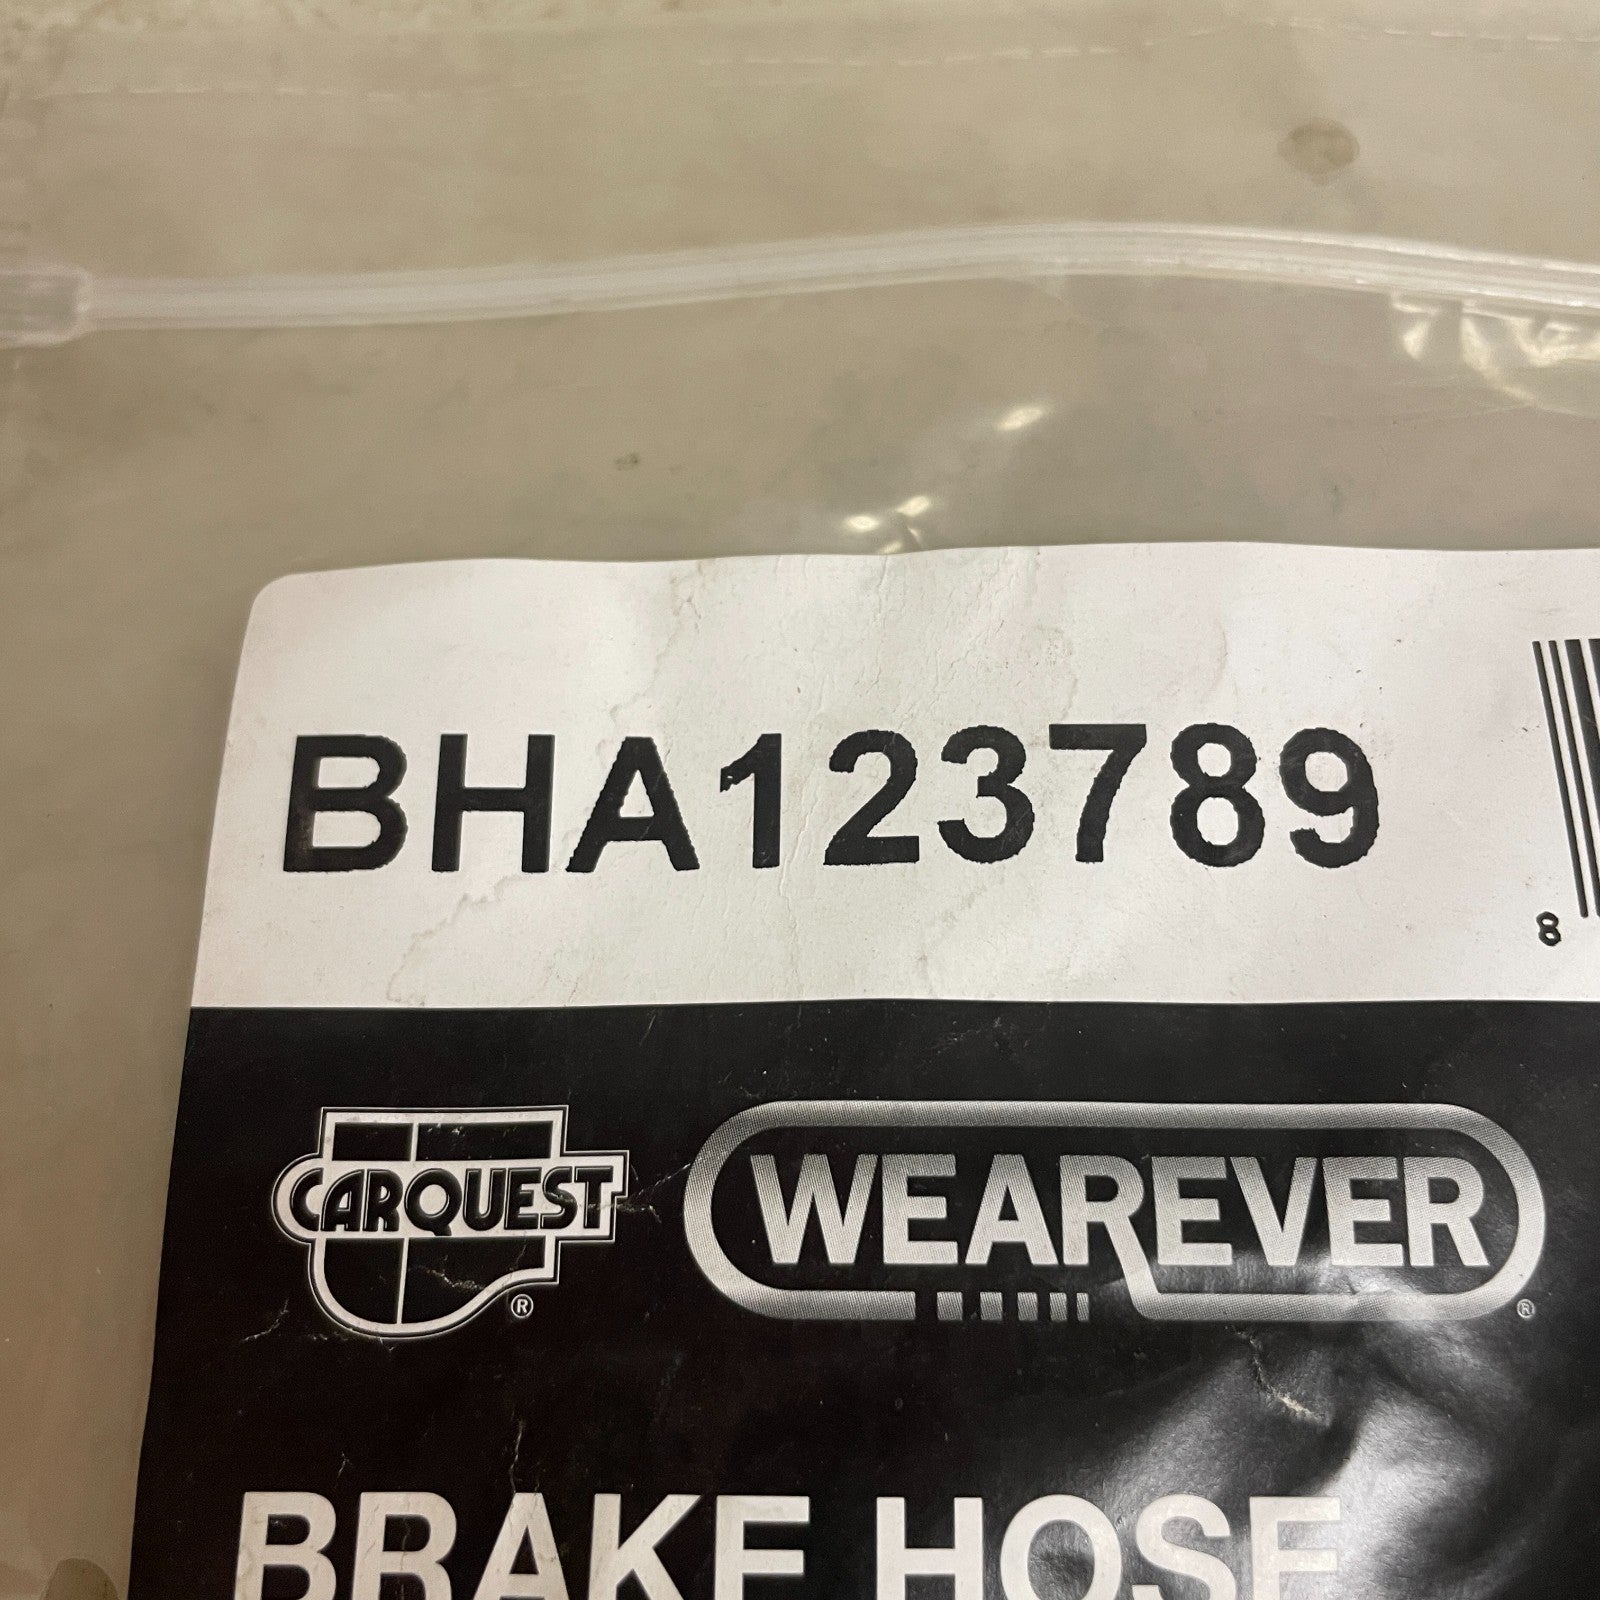 BHA123789
8
CARQUEST®
WEAREVER®
BRAKE HOSE